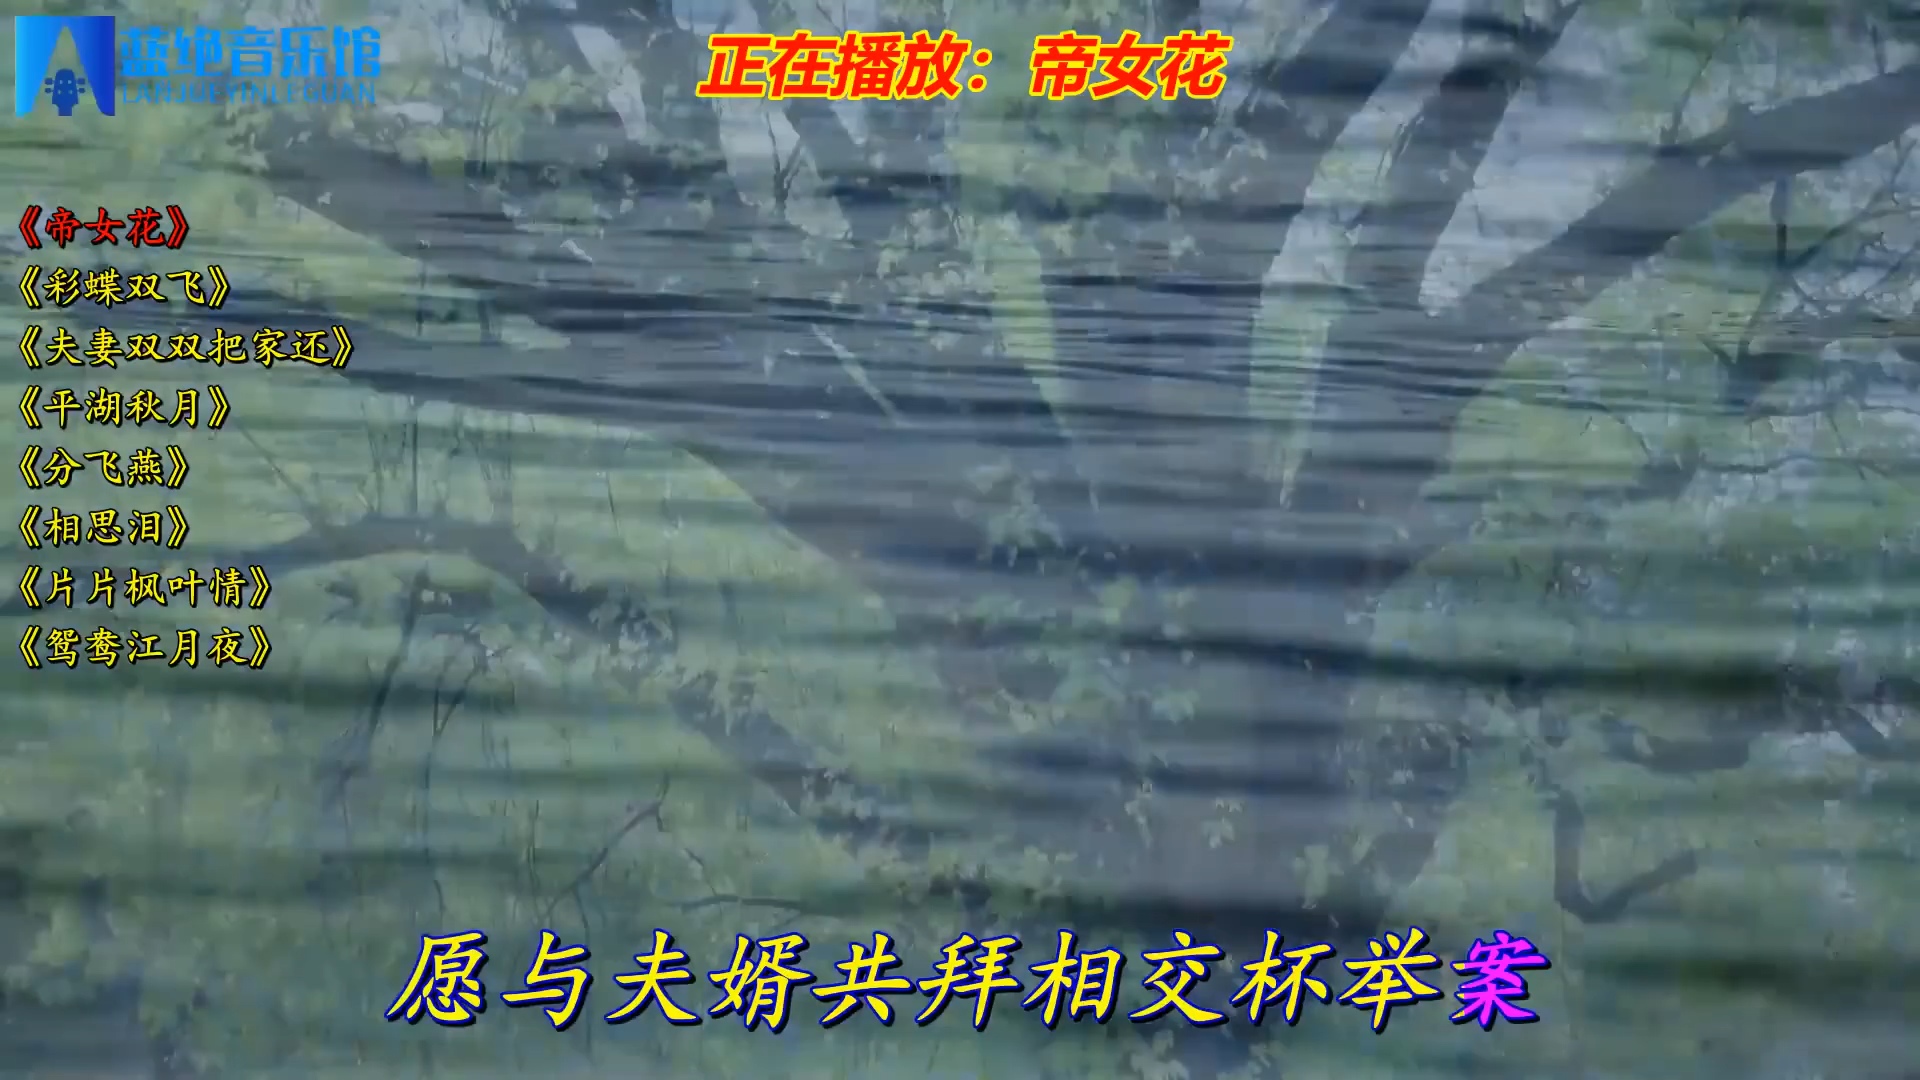 蓝绝音乐馆
LANJUEYINLEGUAN
正在播放：帝女花
《帝女花》
《彩蝶双飞》
《夫妻双双把家还》
《平湖秋月》
《分飞燕》
《相思泪》
《片片枫叶情》
《鸳鸯江月夜》
愿与夫婿共拜相交杯举案